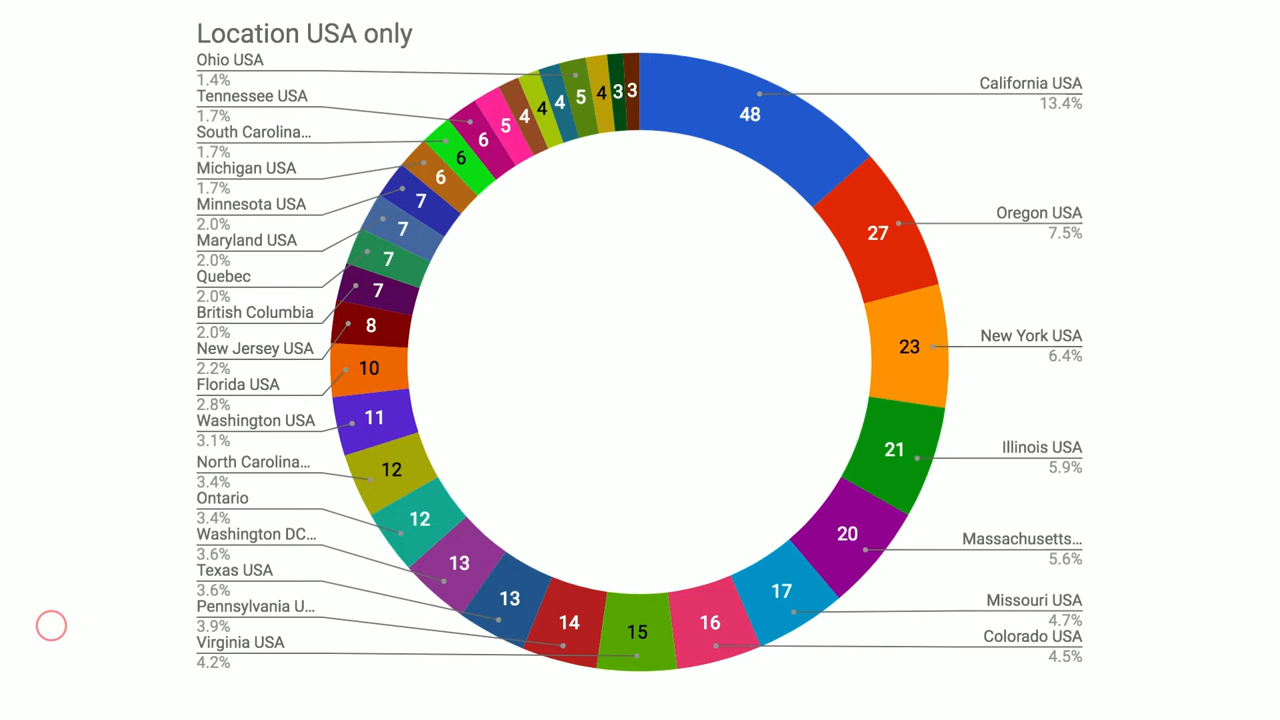 Location USA only
Ohio USA
1.4%
Tennessee USA
1.7%
South Carolina...
1.7%
Michigan USA
1.7%
Minnesota USA
2.0%
Maryland USA
2.0%
Quebec
2.0%
British Columbia
2.0%
New Jersey USA
2.2%
Florida USA
2.8%
Washington USA
3.1%
North Carolina...
3.4%
Ontario
3.4%
Washington DC...
3.6%
Texas USA
3.6%
Pennsylvania U...
3.9%
Virginia USA
4.2%
California USA
13.4%
Oregon USA
7.5%
New York USA
6.4%
Illinois USA
5.9%
Massachusetts...
5.6%
Missouri USA
4.7%
Colorado USA
4.5%
48
27
23
21
20
17
16
15
14
13
13
12
12
11
10
8
7
7
7
7
6
6
6
5
4
4
4
5
4
3
3